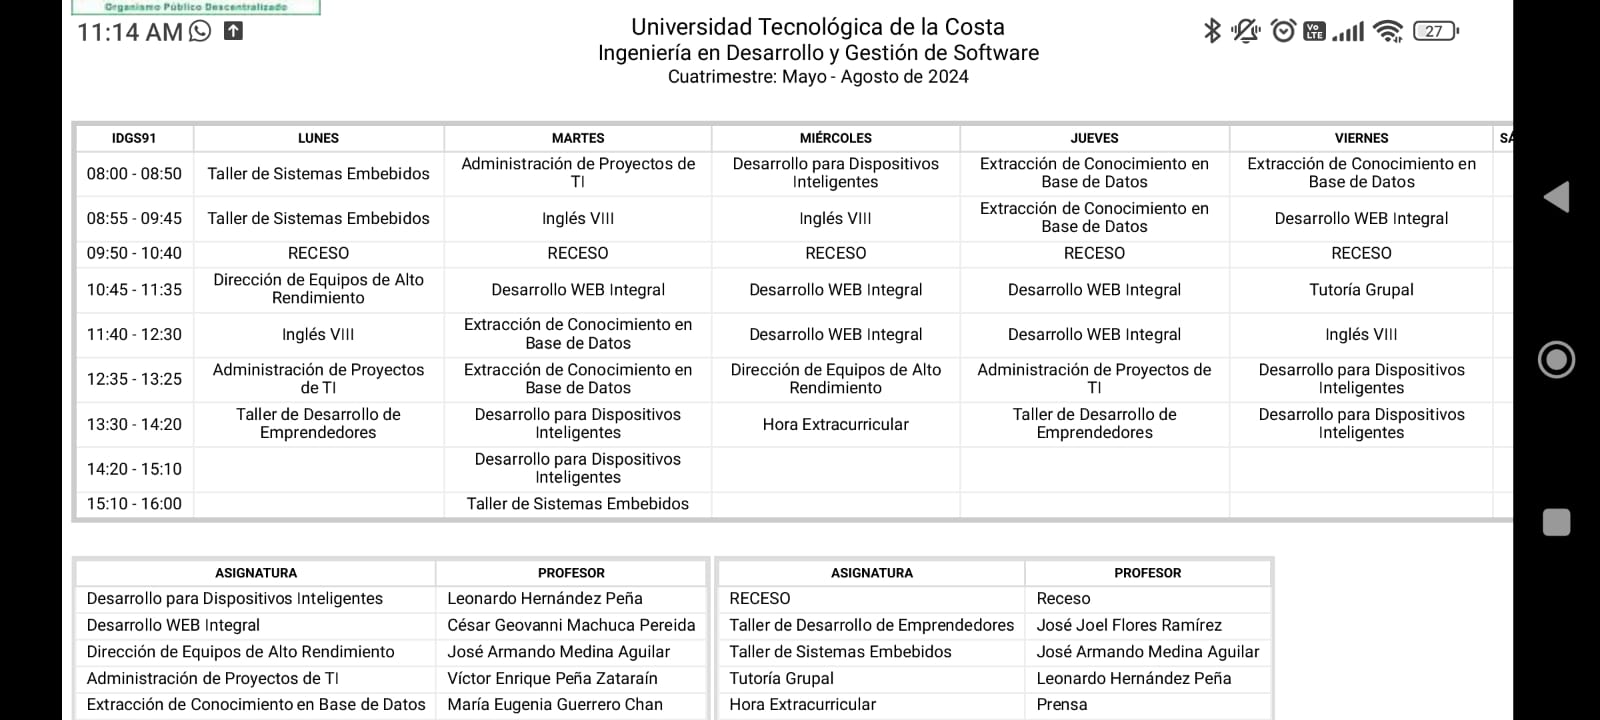 Organismo Público Descentralizado
11:14 AM
Universidad Tecnológica de la Costa
Vo LTE
27
Ingeniería en Desarrollo y Gestión de Software
Cuatrimestre: Mayo - Agosto de 2024
IDGS91 LUNES MARTES MIÉRCOLES JUEVES VIERNES SÁ
08:00 - 08:50 Taller de Sistemas Embebidos Administración de Proyectos de TI Desarrollo para Dispositivos Inteligentes Extracción de Conocimiento en Base de Datos Extracción de Conocimiento en Base de Datos
08:55 - 09:45 Taller de Sistemas Embebidos Inglés VIII Inglés VIII Extracción de Conocimiento en Base de Datos Desarrollo WEB Integral
09:50 - 10:40 RECESO RECESO RECESO RECESO RECESO
10:45 - 11:35 Dirección de Equipos de Alto Rendimiento Desarrollo WEB Integral Desarrollo WEB Integral Desarrollo WEB Integral Tutoría Grupal
11:40 - 12:30 Inglés VIII Extracción de Conocimiento en Base de Datos Desarrollo WEB Integral Desarrollo WEB Integral Inglés VIII
12:35 - 13:25 Administración de Proyectos de TI Extracción de Conocimiento en Base de Datos Dirección de Equipos de Alto Rendimiento Administración de Proyectos de TI Desarrollo para Dispositivos Inteligentes
13:30 - 14:20 Taller de Desarrollo de Emprendedores Desarrollo para Dispositivos Inteligentes Hora Extracurricular Taller de Desarrollo de Emprendedores Desarrollo para Dispositivos Inteligentes
14:20 - 15:10 Desarrollo para Dispositivos Inteligentes
15:10 - 16:00 Taller de Sistemas Embebidos
ASIGNATURA PROFESOR ASIGNATURA PROFESOR
Desarrollo para Dispositivos Inteligentes Leonardo Hernández Peña RECESO Receso
Desarrollo WEB Integral César Geovanni Machuca Pereida Taller de Desarrollo de Emprendedores José Joel Flores Ramírez
Dirección de Equipos de Alto Rendimiento José Armando Medina Aguilar Taller de Sistemas Embebidos José Armando Medina Aguilar
Administración de Proyectos de TI Víctor Enrique Peña Zataraín Tutoría Grupal Leonardo Hernández Peña
Extracción de Conocimiento en Base de Datos María Eugenia Guerrero Chan Hora Extracurricular Prensa